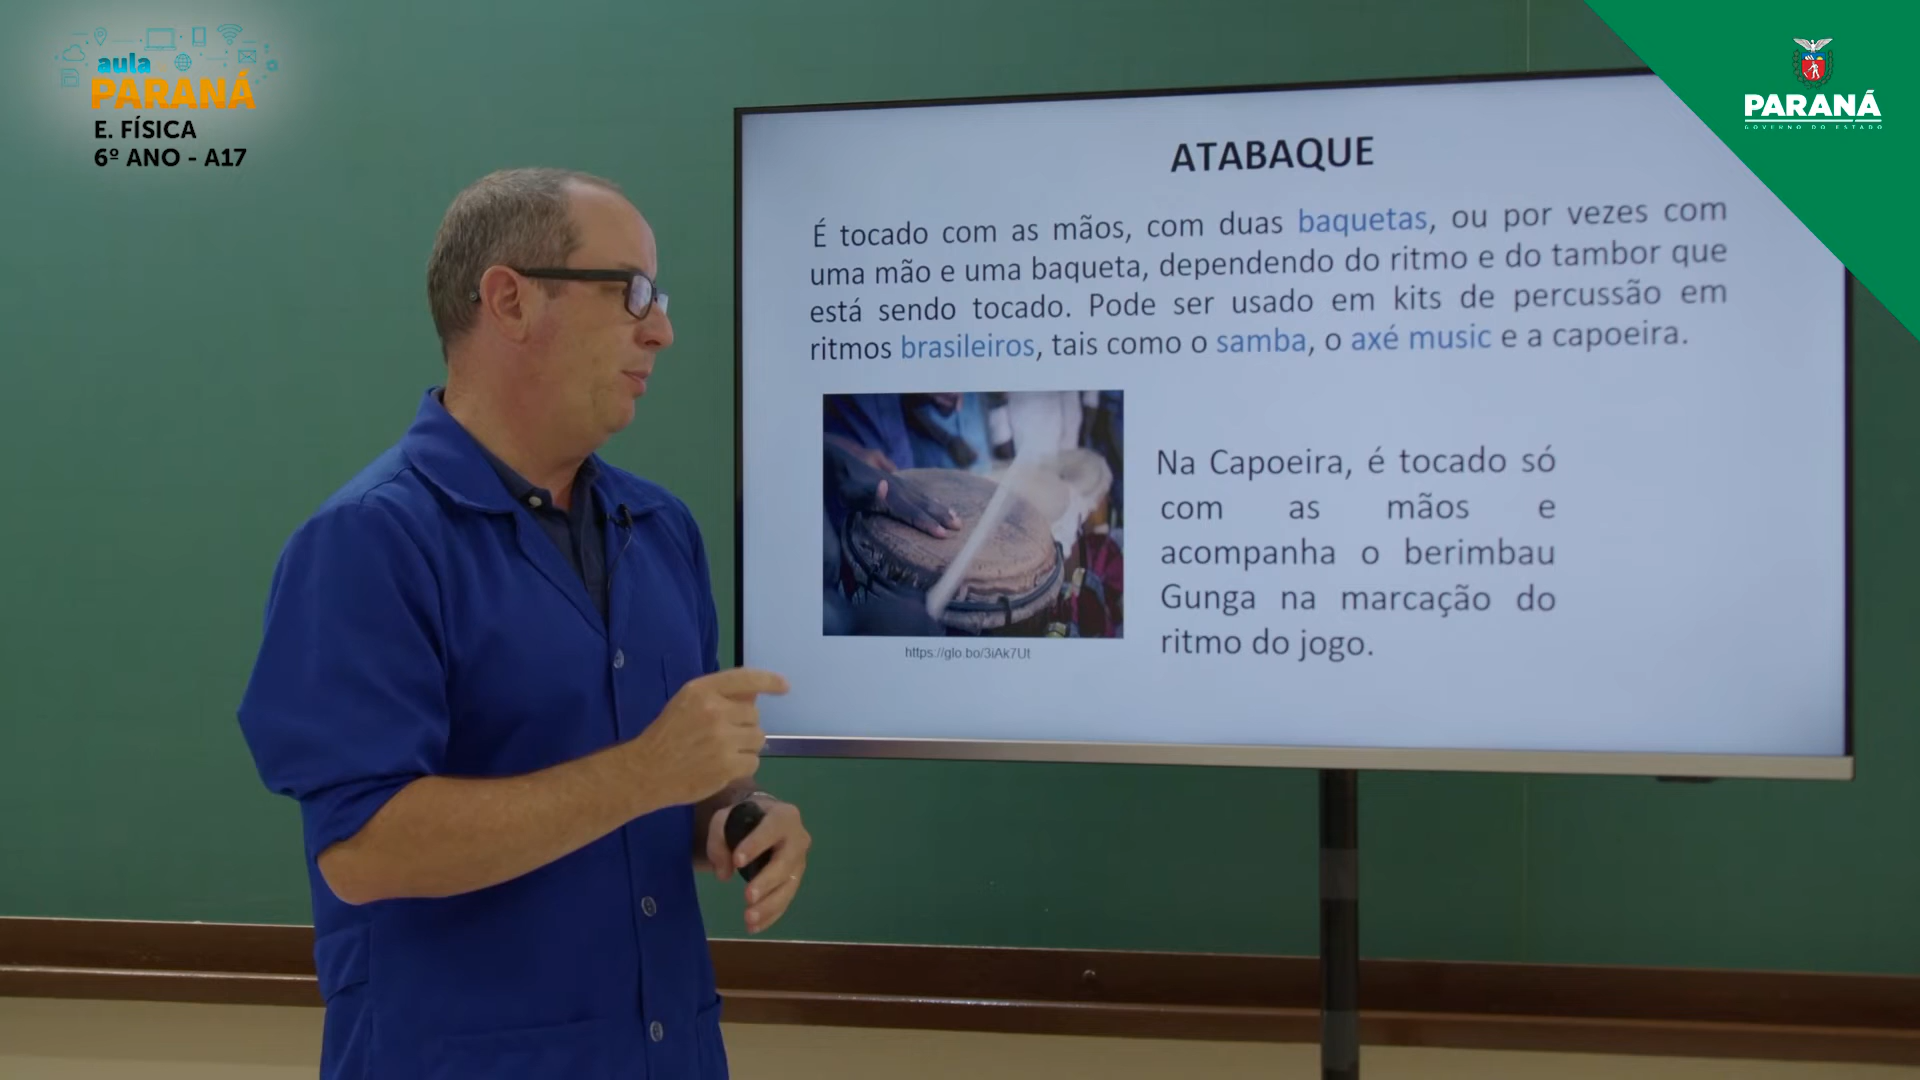 aula
PARANÁ
E. FÍSICA
6º ANO - A17
PARANÁ
GOVERNO DO ESTADO
ATABAQUE
É tocado com as mãos, com duas baquetas, ou por vezes com
uma mão e uma baqueta, dependendo do ritmo e do tambor que
está sendo tocado. Pode ser usado em kits de percussão em
ritmos brasileiros, tais como o samba, o axé music e a capoeira.
Na Capoeira, é tocado só
com as mãos e
acompanha o berimbau
Gunga na marcação do
ritmo do jogo.
https://glo.bo/3iAk7Ut